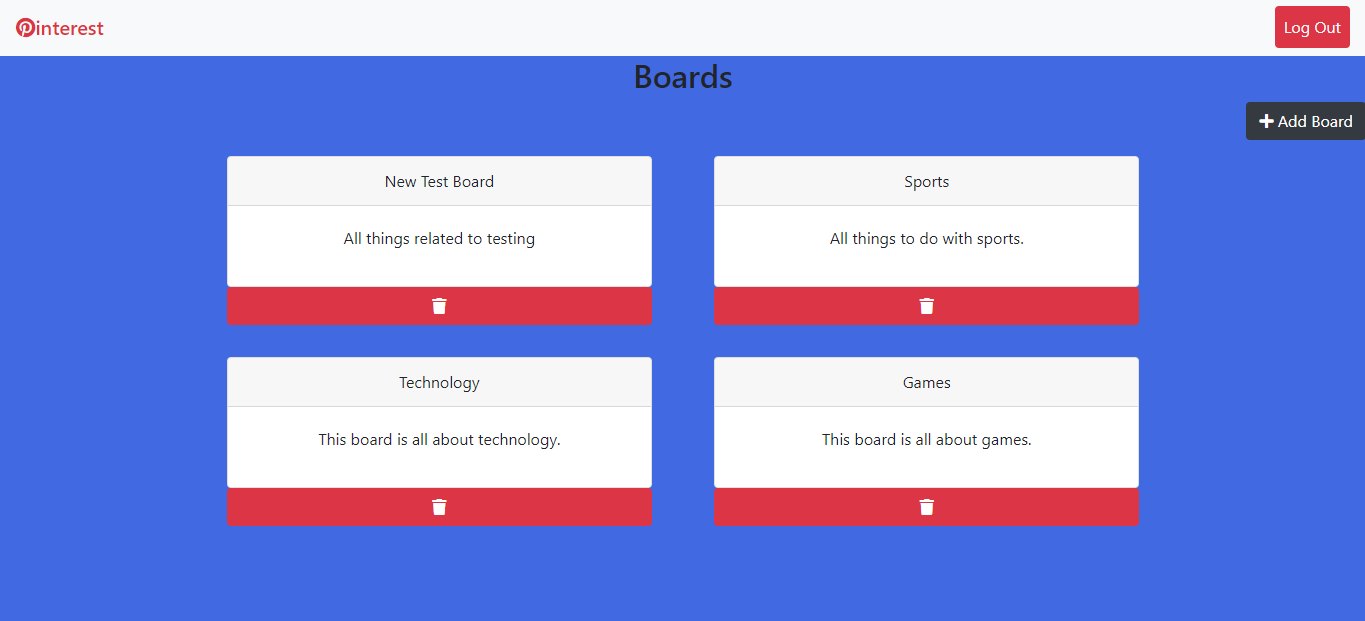 Pinterest
Log Out
Boards
Add Board
New Test Board
Sports
All things related to testing
All things to do with sports.
Technology
Games
This board is all about technology.
This board is all about games.